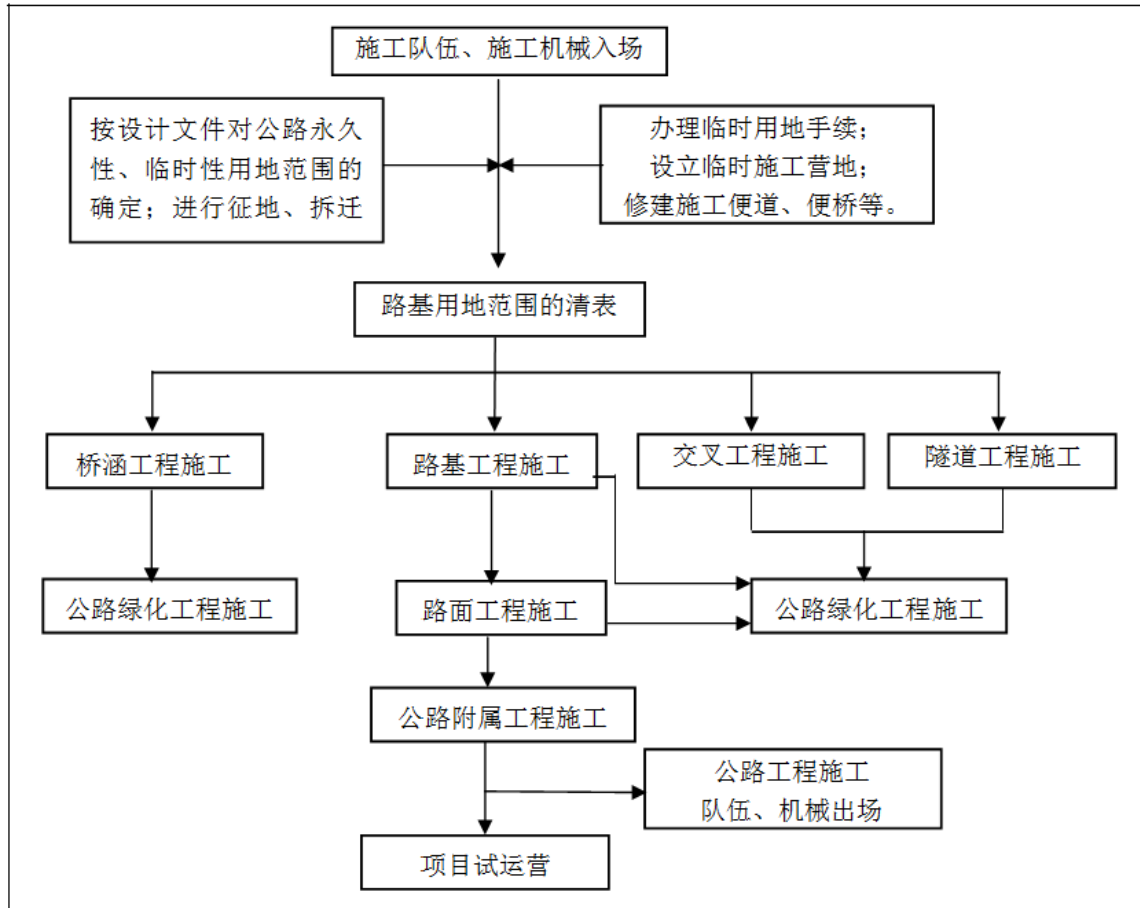 施工队伍、施工机械入场
按设计文件对公路永久
性、临时性用地范围的
确定；进行征地、拆迁
办理临时用地手续；
设立临时施工营地；
修建施工便道、便桥等。
路基用地范围的清表
桥涵工程施工
路基工程施工
交叉工程施工
隧道工程施工
公路绿化工程施工
路面工程施工
公路绿化工程施工
公路附属工程施工
公路工程施工
队伍、机械出场
项目试运营